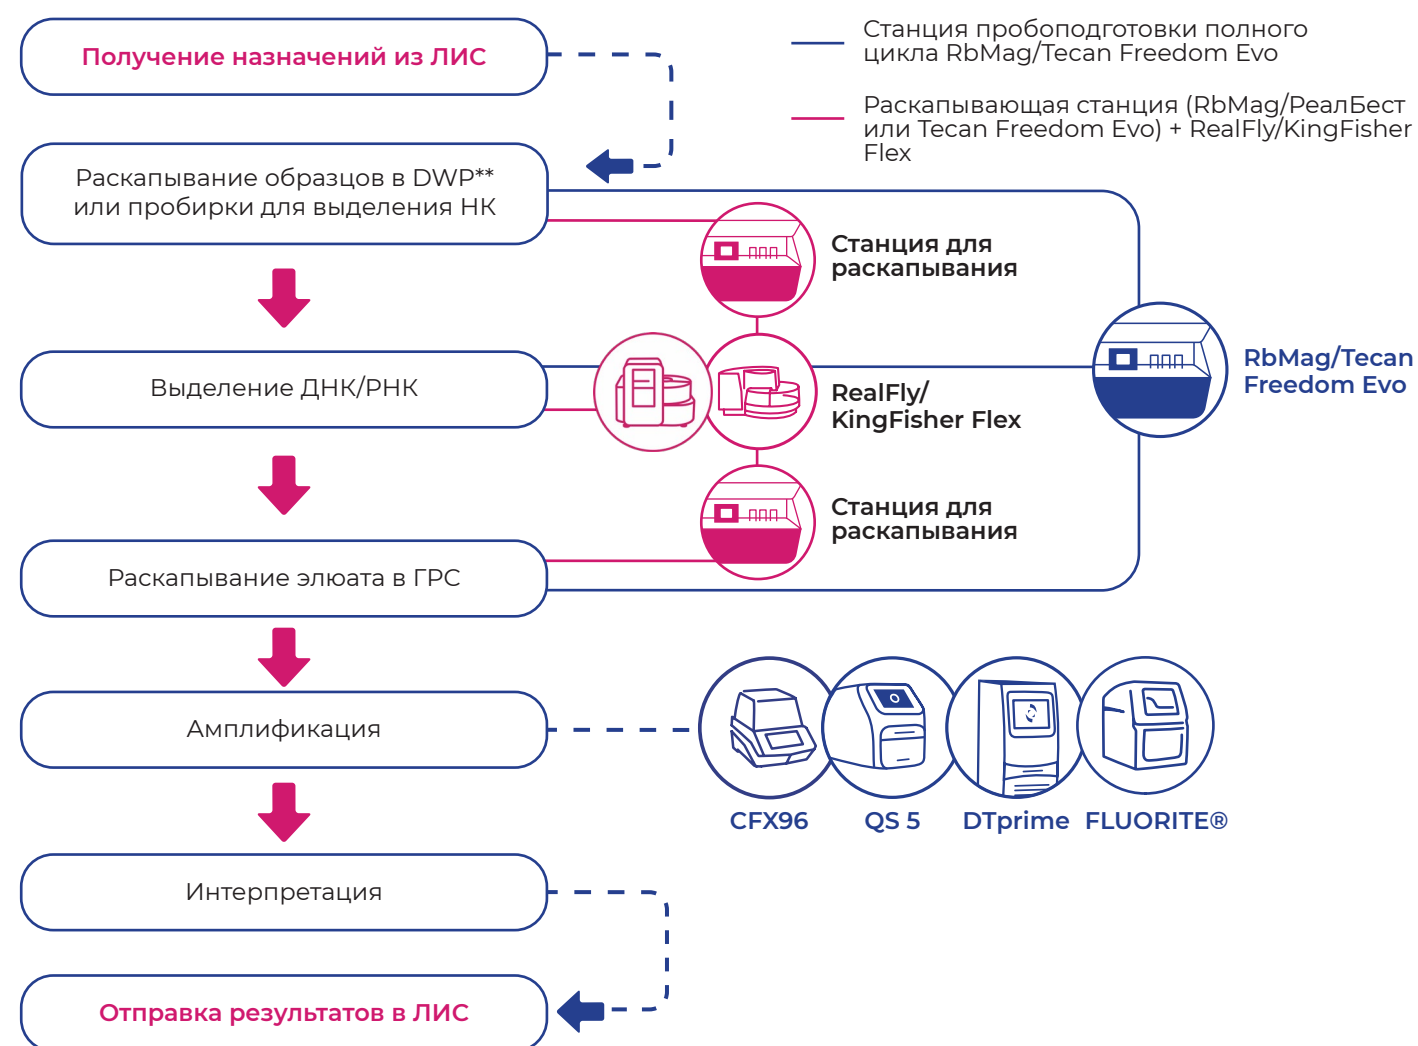 Получение назначений из ЛИС
Станция пробоподготовки полного
цикла RbMag/Tecan Freedom Evo
Раскапывающая станция (RbMag/РеалБест
или Tecan Freedom Evo) + RealFly/KingFisher
Flex
Раскапывание образцов в DWP**
или пробирки для выделения НК
Станция для
раскапывания
Выделение ДНК/РНК
RealFly/
KingFisher Flex
RbMag/Tecan
Freedom Evo
Станция для
раскапывания
Раскапывание элюата в ГРС
Амплификация
CFX96
QS 5
DTprime
FLUORITE®
Интерпретация
Отправка результатов в ЛИС